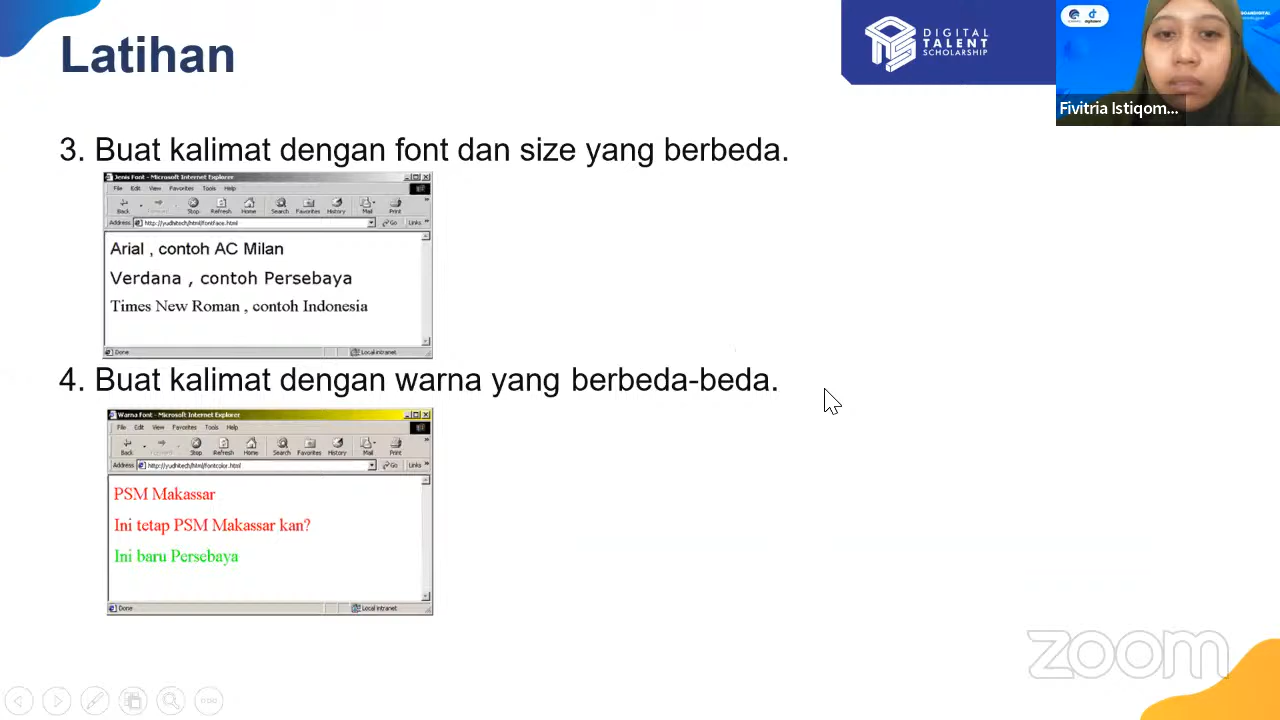 Latihan
DIGITAL
TALENT
SCHOLARSHIP
Fivitria Istiqom...
3. Buat kalimat dengan font dan size yang berbeda.
Jenis Font - Microsoft Internet Explorer
File Edit View Favorites Tools Help
Back Forward Stop Refresh Home Search Favorites History Mail Print
Address http://yudhitech/html/fontface.html Go Links
Arial , contoh AC Milan
Verdana , contoh Persebaya
Times New Roman , contoh Indonesia
Done Local intranet
4. Buat kalimat dengan warna yang berbeda-beda.
Warna Font - Microsoft Internet Explorer
File Edit View Favorites Tools Help
Back Forward Stop Refresh Home Search Favorites History Mail Print
Address http://yudhitech/html/fontcolor.html Go Links
PSM Makassar
Ini tetap PSM Makassar kan?
Ini baru Persebaya
Done Local intranet
zoom